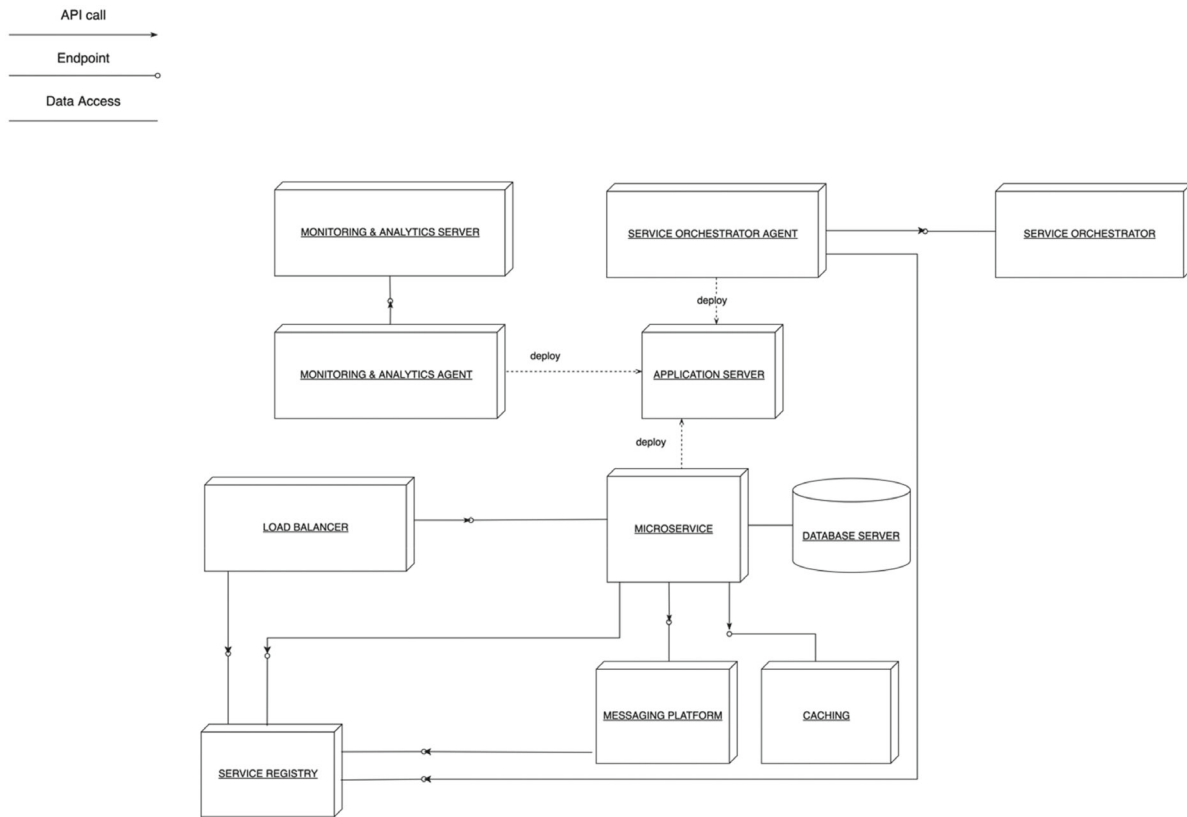 API call
Endpoint
Data Access
MONITORING & ANALYTICS SERVER
SERVICE ORCHESTRATOR AGENT
SERVICE ORCHESTRATOR
deploy
MONITORING & ANALYTICS AGENT
deploy
APPLICATION SERVER
deploy
LOAD BALANCER
MICROSERVICE
DATABASE SERVER
MESSAGING PLATFORM
CACHING
SERVICE REGISTRY